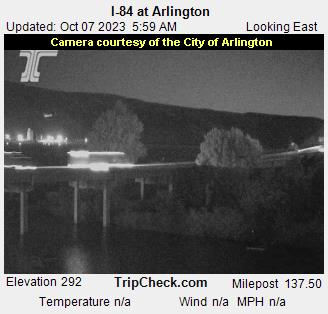 I-84 at Arlington
Updated: Oct 07 2023 5:59 AM Looking East
Camera courtesy of the City of Arlington
Elevation 292 TripCheck.com Milepost 137.50
Temperature n/a Wind n/a MPH n/a